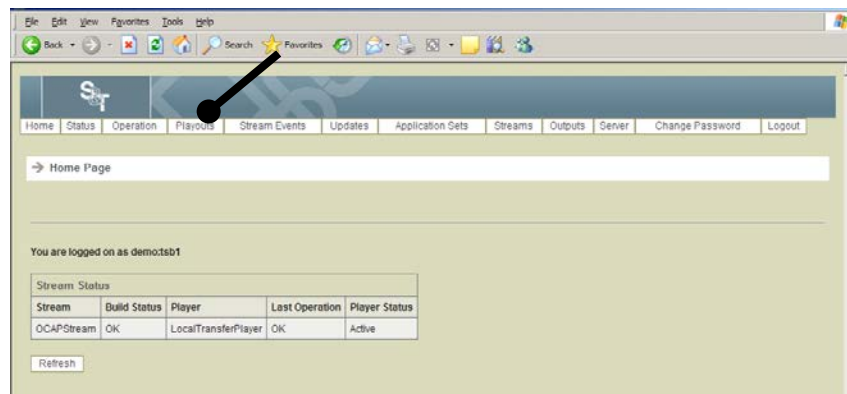 File Edit View Favorites Tools Help
Back Search Favorites
S&T
Home Status Operation Playouts Stream Events Updates Application Sets Streams Outputs Server Change Password Logout
Home Page
You are logged on as demo:tsb1
Stream Status
Stream Build Status Player Last Operation Player Status
OCAPStream OK LocalTransferPlayer OK Active
Refresh